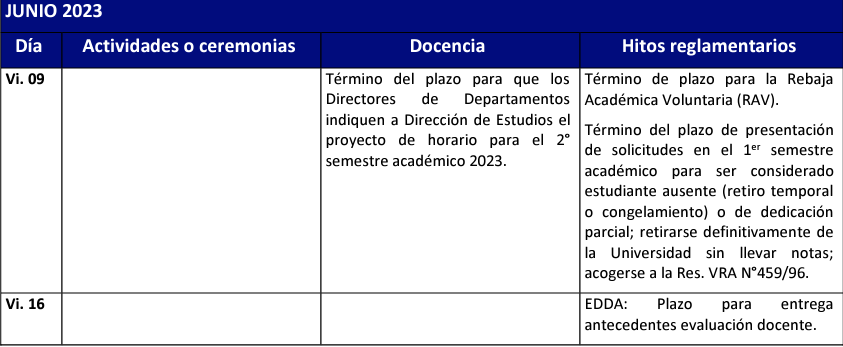 JUNIO 2023
Día
Actividades o ceremonias
Docencia
Hitos reglamentarios
Vi. 09
Término del plazo para que los
Directores de Departamentos
indiquen a Dirección de Estudios el
proyecto de horario para el 2°
semestre académico 2023.
Término de plazo para la Rebaja
Académica Voluntaria (RAV).
Término del plazo de presentación
de solicitudes en el 1er semestre
académico para ser considerado
estudiante ausente (retiro temporal
o congelamiento) o de dedicación
parcial; retirarse definitivamente de
la Universidad sin llevar notas;
acogerse a la Res. VRA N°459/96.
Vi. 16
EDDA: Plazo para entrega
antecedentes evaluación docente.